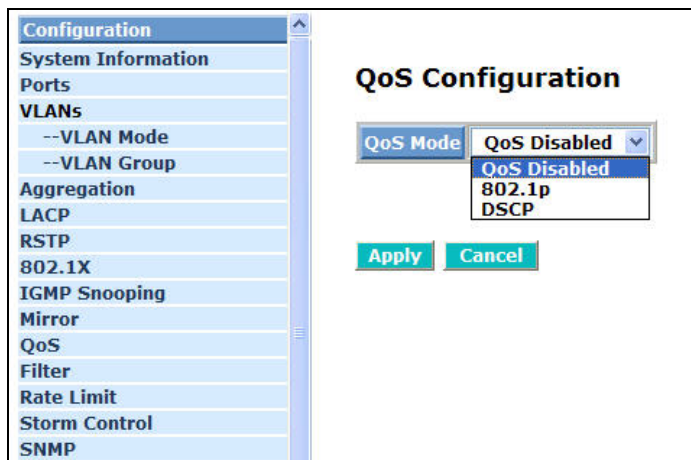 Configuration
System Information
Ports
VLANs
--VLAN Mode
--VLAN Group
Aggregation
LACP
RSTP
802.1X
IGMP Snooping
Mirror
QoS
Filter
Rate Limit
Storm Control
SNMP
QoS Configuration
QoS Mode QoS Disabled
QoS Disabled
802.1p
DSCP
Apply Cancel